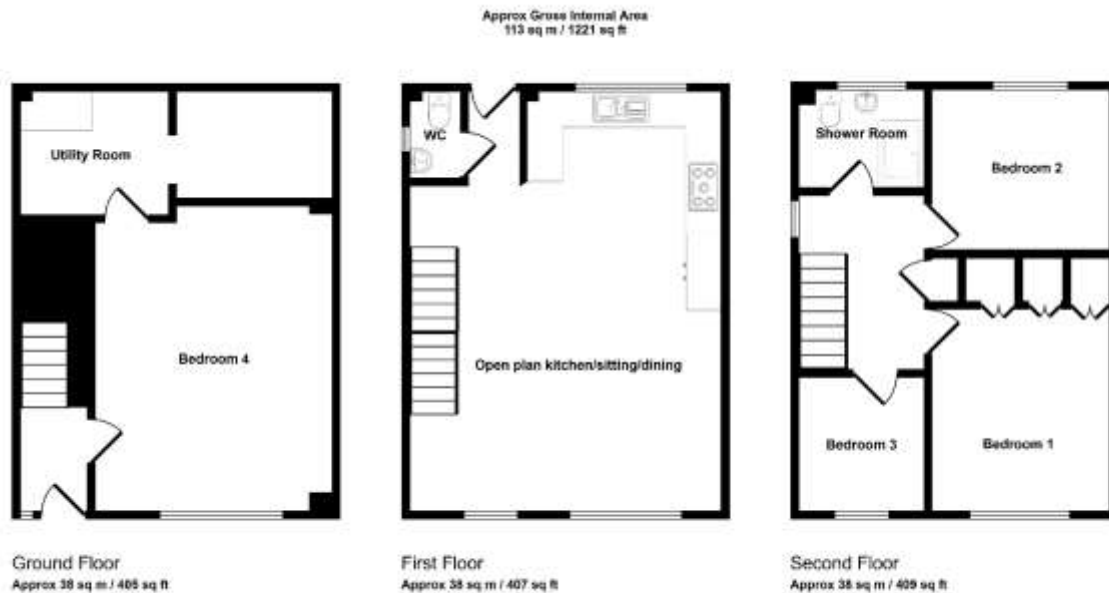 Approx Gross Internal Area
113 sq m / 1221 sq ft
Utility Room
Bedroom 4
WC
Open plan kitchen/sitting/dining
Shower Room
Bedroom 2
Bedroom 3
Bedroom 1
Ground Floor
Approx 38 sq m / 405 sq ft
First Floor
Approx 38 sq m / 407 sq ft
Second Floor
Approx 38 sq m / 409 sq ft